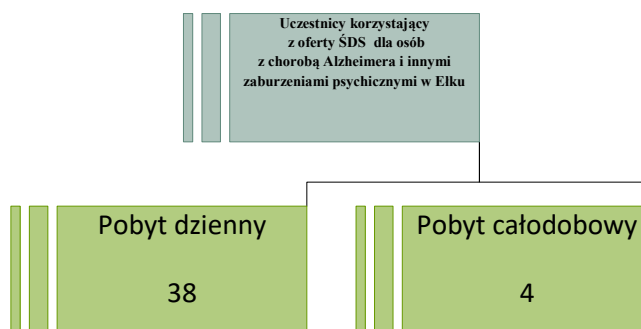 Uczestnicy korzystający
z oferty ŚDS dla osób
z chorobą Alzheimera i innymi
zaburzeniami psychicznymi w Ełku
Pobyt dzienny
38
Pobyt całodobowy
4